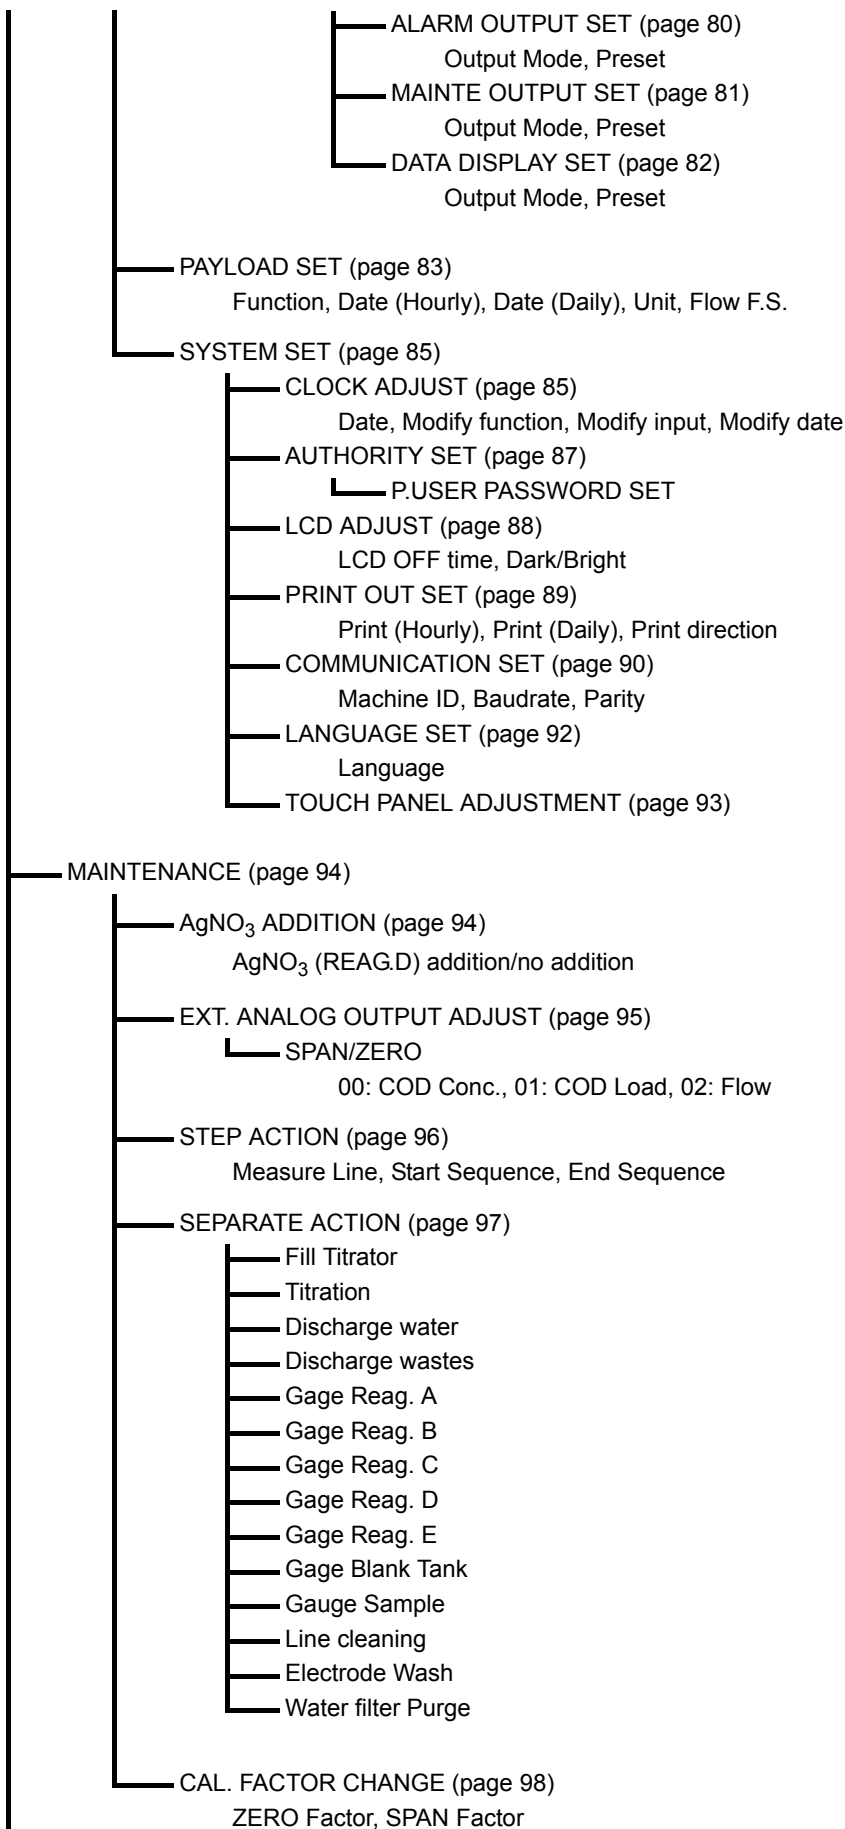 ALARM OUTPUT SET (page 80)
Output Mode, Preset
MAINTE OUTPUT SET (page 81)
Output Mode, Preset
DATA DISPLAY SET (page 82)
Output Mode, Preset
PAYLOAD SET (page 83)
Function, Date (Hourly), Date (Daily), Unit, Flow F.S.
SYSTEM SET (page 85)
CLOCK ADJUST (page 85)
Date, Modify function, Modify input, Modify date
AUTHORITY SET (page 87)
P.USER PASSWORD SET
LCD ADJUST (page 88)
LCD OFF time, Dark/Bright
PRINT OUT SET (page 89)
Print (Hourly), Print (Daily), Print direction
COMMUNICATION SET (page 90)
Machine ID, Baudrate, Parity
LANGUAGE SET (page 92)
Language
TOUCH PANEL ADJUSTMENT (page 93)
MAINTENANCE (page 94)
AgNO₃ ADDITION (page 94)
AgNO₃ (REAG.D) addition/no addition
EXT. ANALOG OUTPUT ADJUST (page 95)
SPAN/ZERO
00: COD Conc., 01: COD Load, 02: Flow
STEP ACTION (page 96)
Measure Line, Start Sequence, End Sequence
SEPARATE ACTION (page 97)
Fill Titrator
Titration
Discharge water
Discharge wastes
Gage Reag. A
Gage Reag. B
Gage Reag. C
Gage Reag. D
Gage Reag. E
Gage Blank Tank
Gauge Sample
Line cleaning
Electrode Wash
Water filter Purge
CAL. FACTOR CHANGE (page 98)
ZERO Factor, SPAN Factor